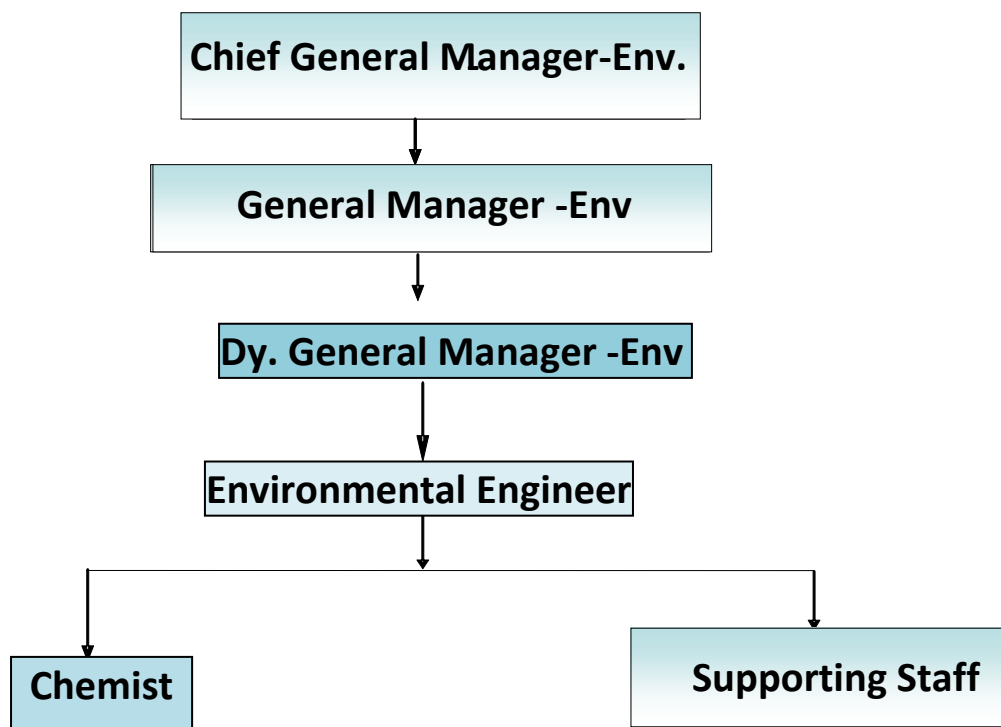 Chief General Manager-Env.
General Manager -Env
Dy. General Manager -Env
Environmental Engineer
Chemist
Supporting Staff